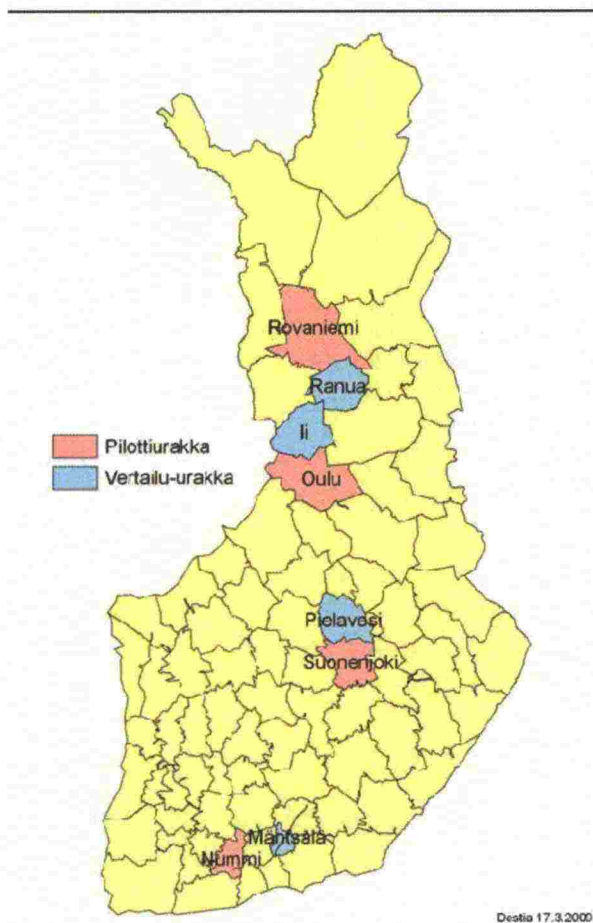 Rovaniemi
Ranua
Ii
Pilottiurakka
Vertailu-urakka
Oulu
Pielavesi
Suonenjoki
Mäntsälä
Nummi
Destia 17.3.2009